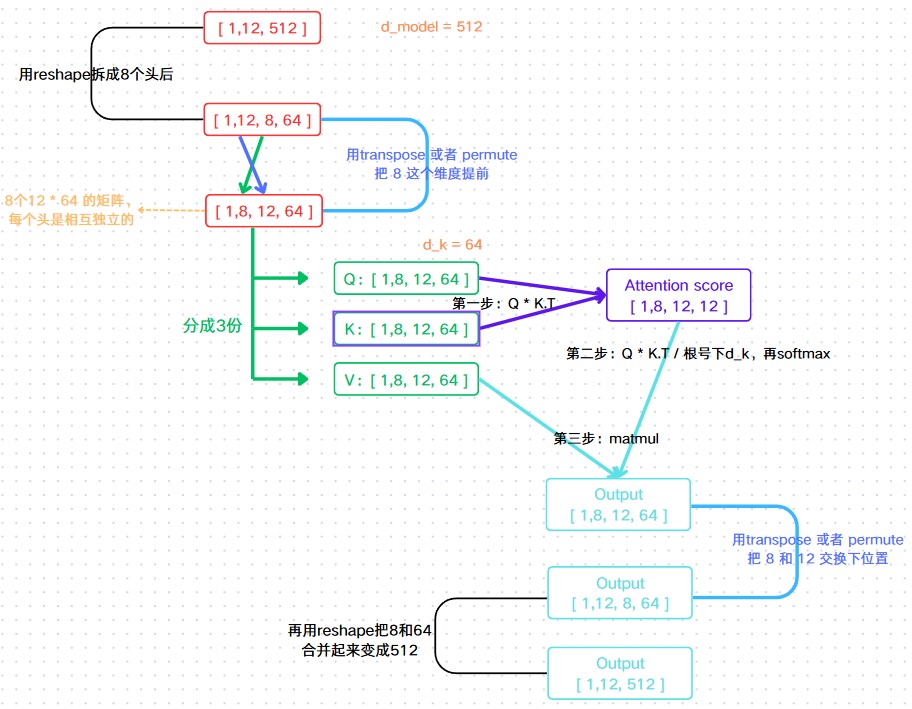 [ 1,12, 512 ]
d_model = 512
用reshape拆成8个头后
[ 1,12, 8, 64 ]
用transpose 或者 permute
把 8 这个维度提前
8个12 * 64 的矩阵，
每个头是相互独立的
[ 1,8, 12, 64 ]
d_k = 64
Q: [ 1,8, 12, 64 ]
第一步：Q * K.T
Attention score
[ 1,8, 12, 12 ]
分成3份
K: [ 1,8, 12, 64 ]
第二步：Q * K.T / 根号下d_k，再softmax
V: [ 1,8, 12, 64 ]
第三步：matmul
Output
[ 1,8, 12, 64 ]
用transpose 或者 permute
把 8 和 12 交换下位置
Output
[ 1,12, 8, 64 ]
再用reshape把8和64
合并起来变成512
Output
[ 1,12, 512 ]